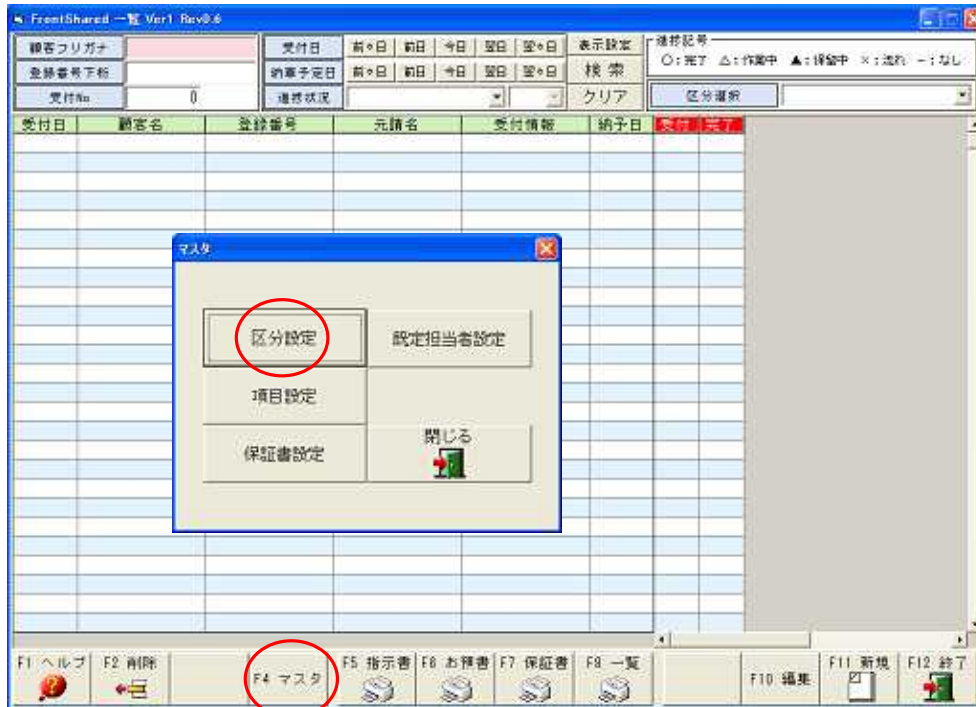 FrontShared 一覧 Ver1 Rev0.6
顧客フリガナ 受付日 前々日 前日 今日 翌日 翌々日 表示設定 進捗記号
登録番号下桁 納車予定日 前々日 前日 今日 翌日 翌々日 検索 ○:完了 △:作業中 ▲:保留中 ×:流れ -:なし
受付No 0 進捗状況 クリア 区分選択
受付日 顧客名 登録番号 元請名 受付情報 納予日 受付 完了
マスタ
区分設定 既定担当者設定
項目設定
保証書設定 閉じる
F1 ヘルプ F2 削除 F4 マスタ F5 指示書 F6 お預書 F7 保証書 F9 一覧 F10 編集 F11 新規 F12 終了